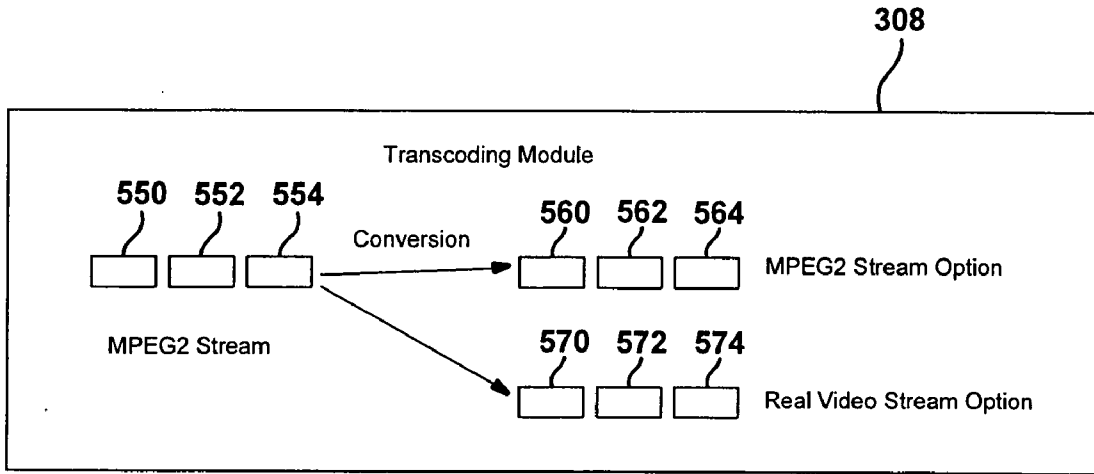 308
Transcoding Module
550 552 554
560 562 564
Conversion
MPEG2 Stream Option
MPEG2 Stream
570 572 574
Real Video Stream Option